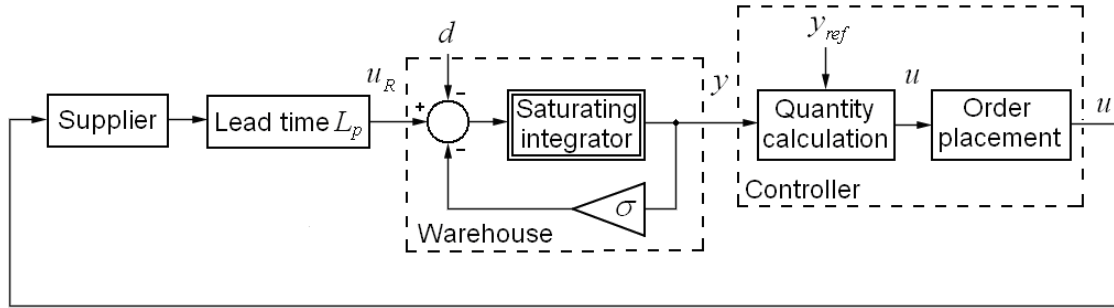 y_ref
d
u_R
y
u
u
Supplier
Lead time L_p
+
−
−
Saturating
integrator
Quantity
calculation
Order
placement
σ
Controller
Warehouse